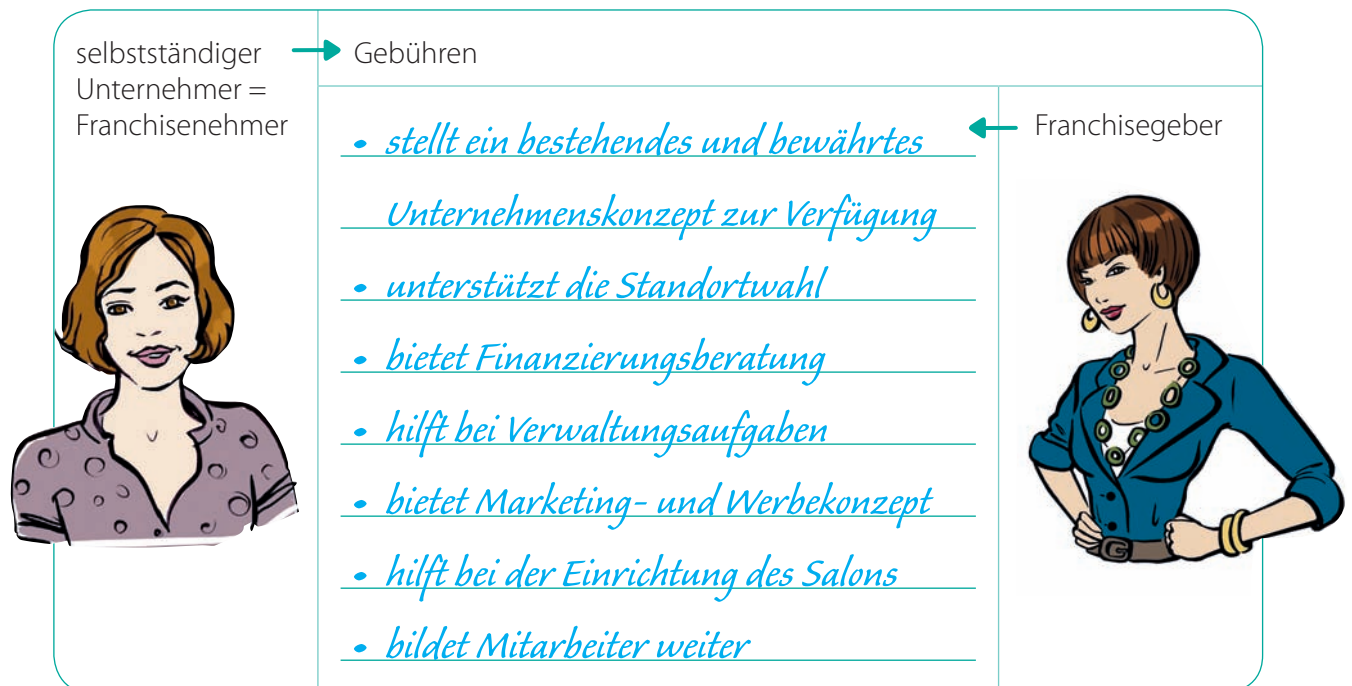 selbstständiger
Unternehmer =
Franchisenehmer
Gebühren
• stellt ein bestehendes und bewährtes
Unternehmenskonzept zur Verfügung
• unterstützt die Standortwahl
• bietet Finanzierungsberatung
• hilft bei Verwaltungsaufgaben
• bietet Marketing- und Werbekonzept
• hilft bei der Einrichtung des Salons
• bildet Mitarbeiter weiter
Franchisegeber